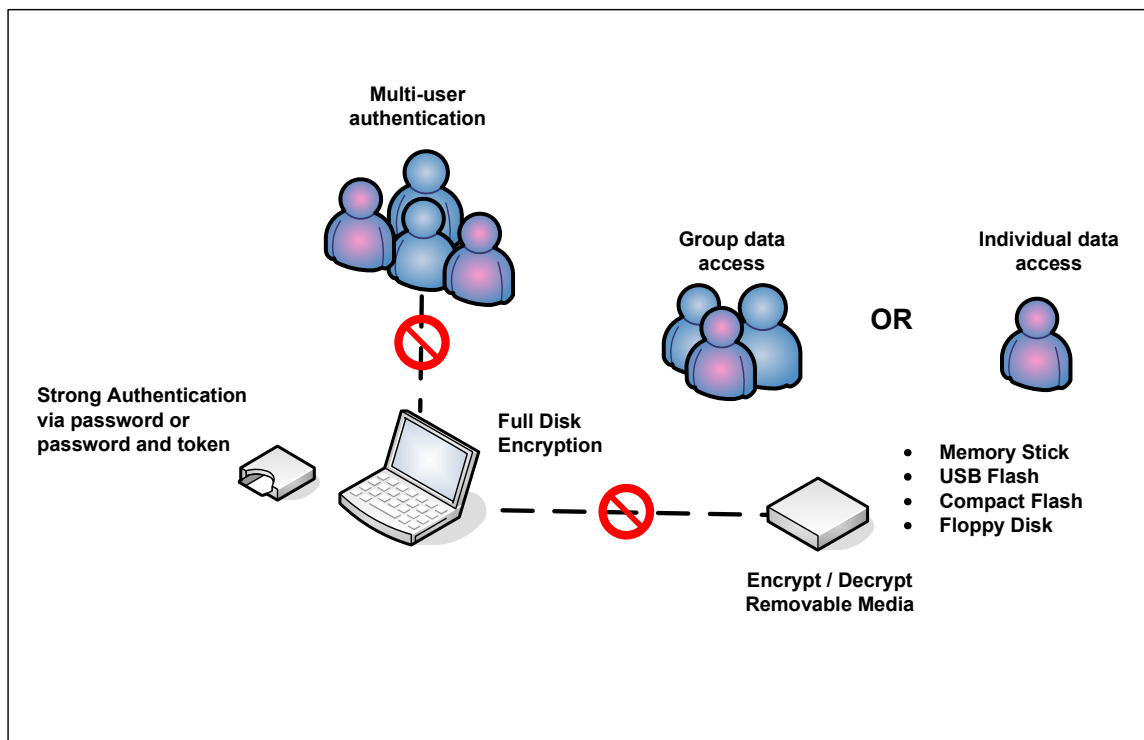 Multi-user
authentication
Group data
access
OR
Individual data
access
Strong Authentication
via password or
password and token
Full Disk
Encryption
• Memory Stick
• USB Flash
• Compact Flash
• Floppy Disk
Encrypt / Decrypt
Removable Media